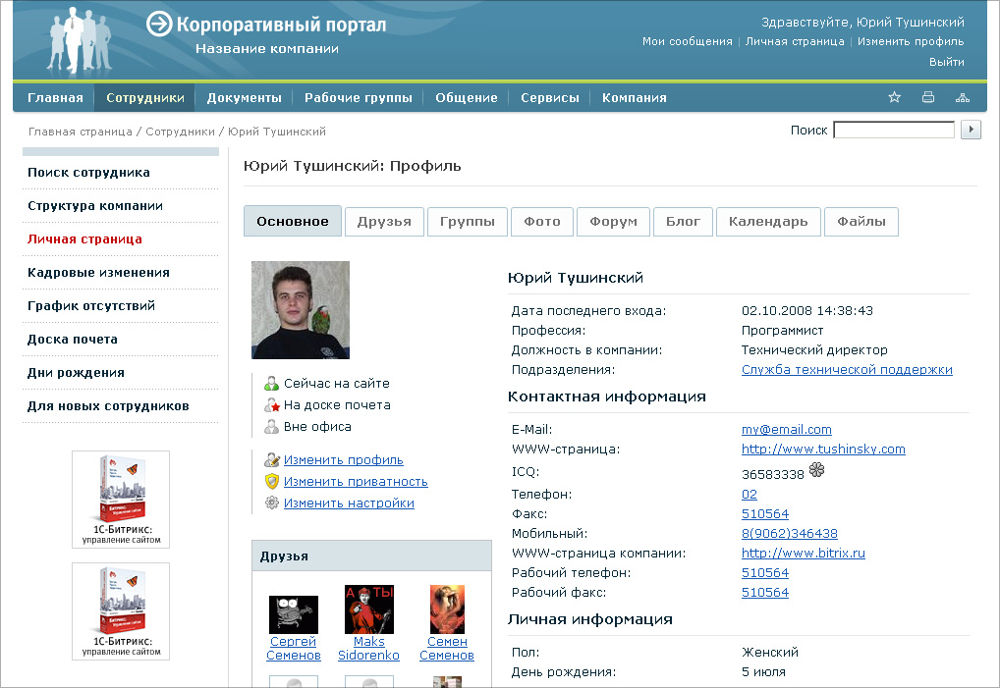 Корпоративный портал
Название компании
Здравствуйте, Юрий Тушинский
Мои сообщения | Личная страница | Изменить профиль
Выйти
Главная Сотрудники Документы Рабочие группы Общение Сервисы Компания
Главная страница / Сотрудники / Юрий Тушинский
Поиск
Поиск сотрудника
Структура компании
Личная страница
Кадровые изменения
График отсутствий
Доска почета
Дни рождения
Для новых сотрудников
1С-БИТРИКС:
управление сайтом
1С-БИТРИКС:
управление сайтом
Юрий Тушинский: Профиль
Основное Друзья Группы Фото Форум Блог Календарь Файлы
Сейчас на сайте
На доске почета
Вне офиса
Изменить профиль
Изменить приватность
Изменить настройки
Друзья
А ТЫ
Сергей Семенов
Maks Sidorenko
Семен Семенов
Юрий Тушинский
Дата последнего входа: 02.10.2008 14:38:43
Профессия: Программист
Должность в компании: Технический директор
Подразделения: Служба технической поддержки
Контактная информация
E-Mail: my@email.com
WWW-страница: http://www.tushinsky.com
ICQ: 36583338
Телефон: 02
Факс: 510564
Мобильный: 8(9062)346438
WWW-страница компании: http://www.bitrix.ru
Рабочий телефон: 510564
Рабочий факс: 510564
Личная информация
Пол: Женский
День рождения: 5 июля